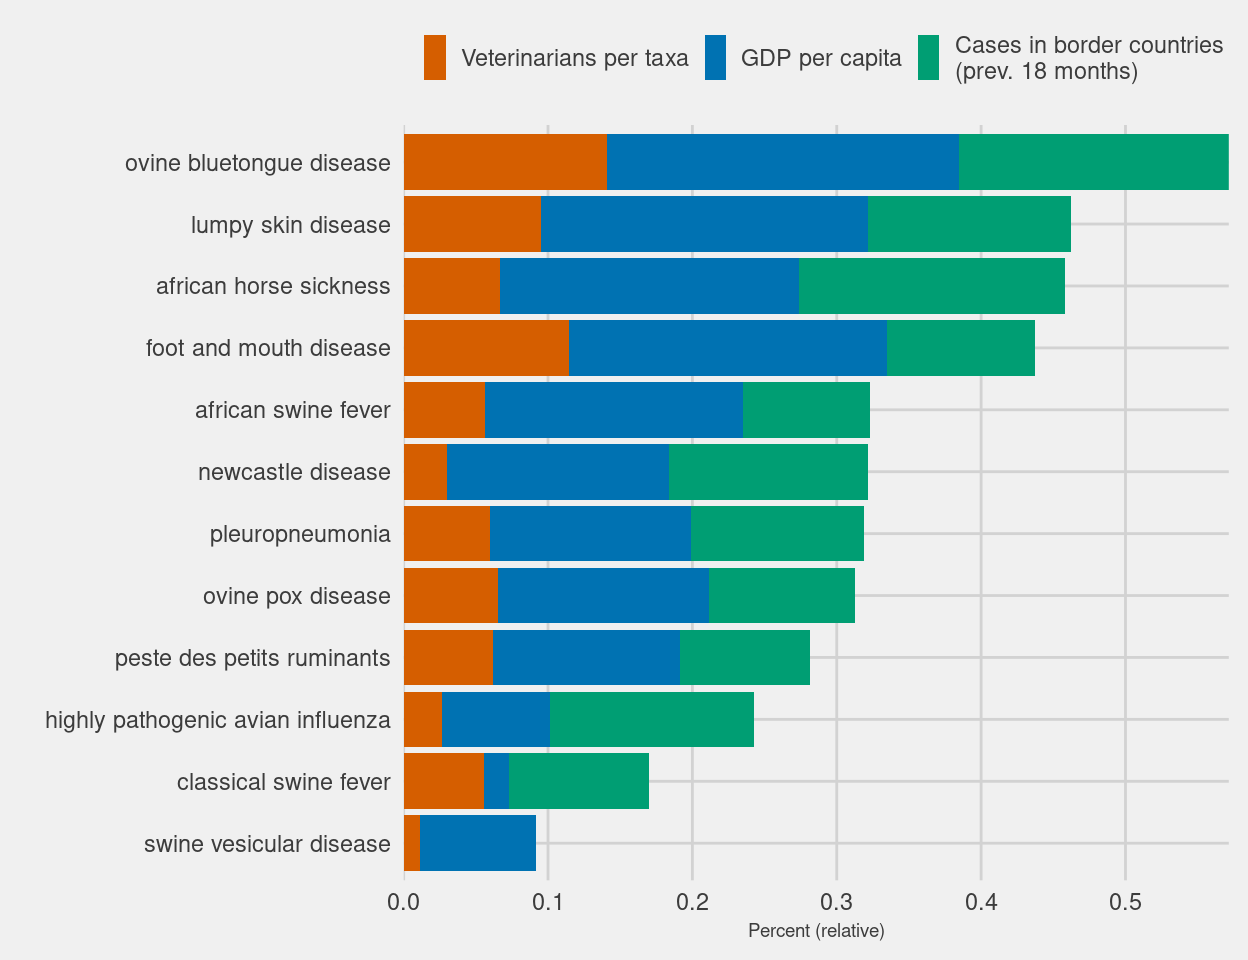 Veterinarians per taxa
GDP per capita
Cases in border countries
(prev. 18 months)
ovine bluetongue disease
lumpy skin disease
african horse sickness
foot and mouth disease
african swine fever
newcastle disease
pleuropneumonia
ovine pox disease
peste des petits ruminants
highly pathogenic avian influenza
classical swine fever
swine vesicular disease
0.0 0.1 0.2 0.3 0.4 0.5
Percent (relative)